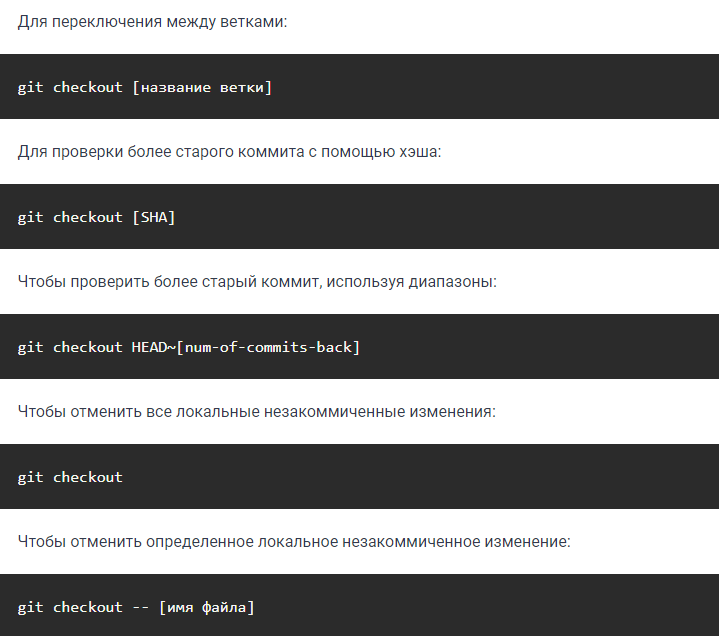 Для переключения между ветками:
git checkout [название ветки]
Для проверки более старого коммита с помощью хэша:
git checkout [SHA]
Чтобы проверить более старый коммит, используя диапазоны:
git checkout HEAD~[num-of-commits-back]
Чтобы отменить все локальные незакоммиченные изменения:
git checkout
Чтобы отменить определенное локальное незакоммиченное изменение:
git checkout -- [имя файла]